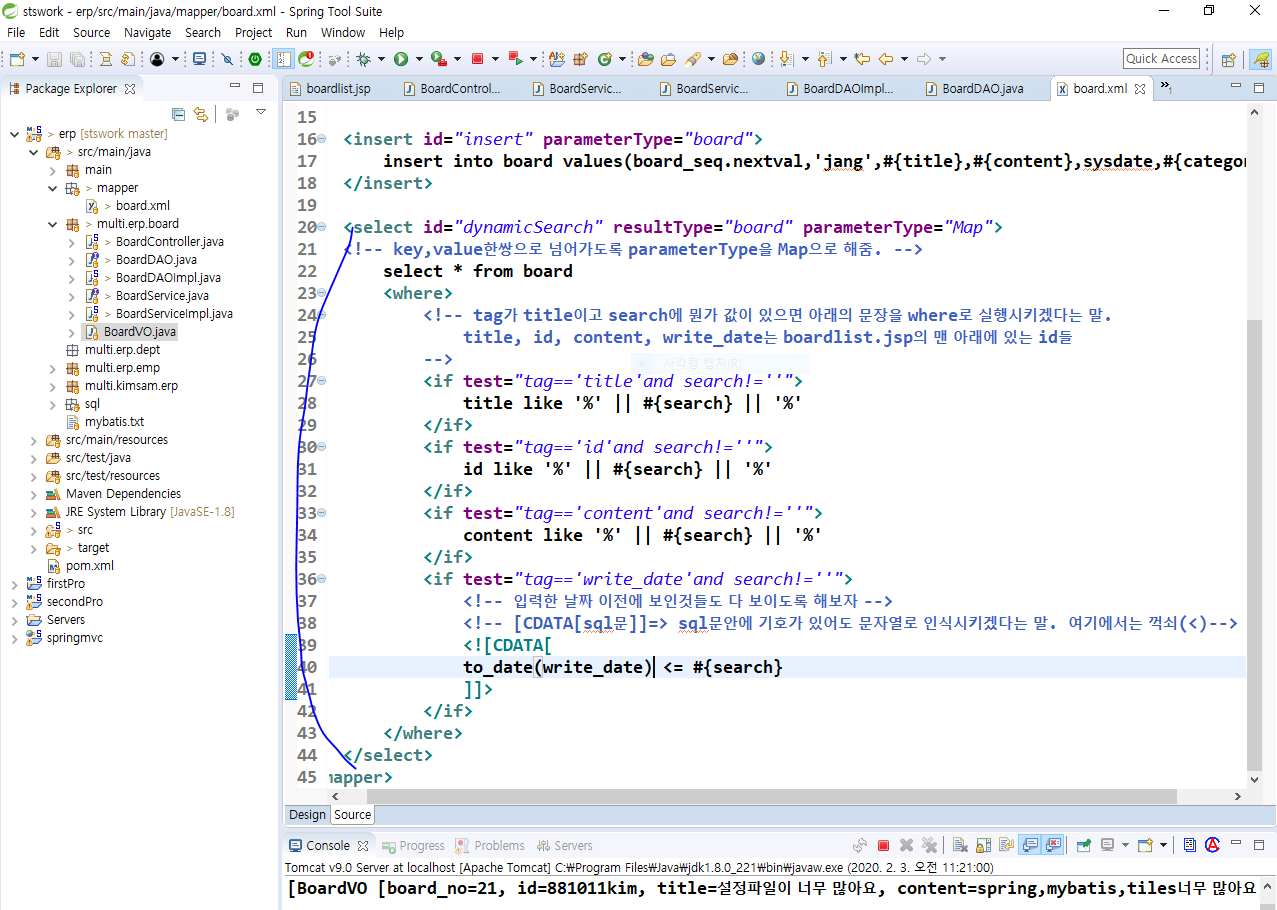 stswork - erp/src/main/java/mapper/board.xml - Spring Tool Suite
File Edit Source Navigate Search Project Run Window Help
Quick Access
Package Explorer
boardlist.jsp BoardControl... BoardServic... BoardServic... BoardDAOImpl... BoardDAO.java board.xml »1
> erp [stswork master]
> src/main/java
main
> mapper
> board.xml
> multi.erp.board
> BoardController.java
> BoardDAO.java
> BoardDAOImpl.java
> BoardService.java
> BoardServiceImpl.java
BoardVO.java
multi.erp.dept
multi.erp.emp
multi.kimsam.erp
sql
mybatis.txt
src/main/resources
src/test/java
src/test/resources
Maven Dependencies
JRE System Library [JavaSE-1.8]
> src
> target
pom.xml
firstPro
secondPro
Servers
springmvc
15
16 <insert id="insert" parameterType="board">
17 insert into board values(board_seq.nextval,'jang',#{title},#{content},sysdate,#{categor
18 </insert>
19
20 <select id="dynamicSearch" resultType="board" parameterType="Map">
21 <!-- key,value한쌍으로 넘어가도록 parameterType을 Map으로 해줌. -->
22 select * from board
23 <where>
24 <!-- tag가 title이고 search에 뭔가 값이 있으면 아래의 문장을 where로 실행시키겠다는 말.
25 title, id, content, write_date는 boardlist.jsp의 맨 아래에 있는 id들
26 -->
사각형 캡처(R)
27 <if test="tag=='title'and search!=''">
28 title like '%' || #{search} || '%'
29 </if>
30 <if test="tag=='id'and search!=''">
31 id like '%' || #{search} || '%'
32 </if>
33 <if test="tag=='content'and search!=''">
34 content like '%' || #{search} || '%'
35 </if>
36 <if test="tag=='write_date'and search!=''">
37 <!-- 입력한 날짜 이전에 보인것들도 다 보이도록 해보자 -->
38 <!-- [CDATA[sql문]]=> sql문안에 기호가 있어도 문자열로 인식시키겠다는 말. 여기에서는 꺽쇠(<)-->
39 <![CDATA[
40 to_date(write_date) <= #{search}
41 ]]>
42 </if>
43 </where>
44 </select>
45 mapper>
Design Source
Console Progress Problems Servers
Tomcat v9.0 Server at localhost [Apache Tomcat] C:₩Program Files₩Java₩jdk1.8.0_221₩bin₩javaw.exe (2020. 2. 3. 오전 11:21:00)
[BoardVO [board_no=21, id=881011kim, title=설정파일이 너무 많아요, content=spring,mybatis,tiles너무 많아요